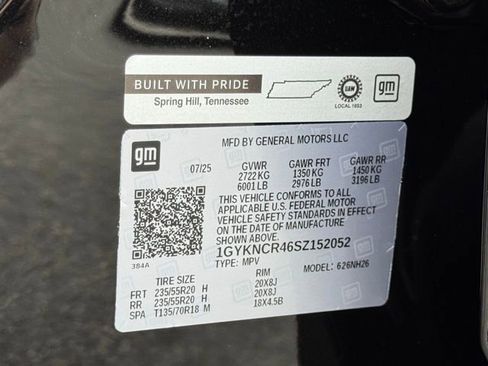 BUILT WITH PRIDE
Spring Hill, Tennessee
UAW
LOCAL 1853
gm
gm
MFD BY GENERAL MOTORS LLC
07/25 GVWR GAWR FRT GAWR RR
2722 KG 1350 KG 1450 KG
6001 LB 2976 LB 3196 LB
THIS VEHICLE CONFORMS TO ALL
APPLICABLE U.S. FEDERAL MOTOR
VEHICLE SAFETY STANDARDS IN EFFECT
ON THE DATE OF MANUFACTURE
SHOWN ABOVE.
1GYKNCR46SZ152052
TYPE: MPV MODEL: 626NH26
384A
TIRE SIZE RIM
FRT 235/55R20 H 20X8J
RR 235/55R20 H 20X8J
SPA T135/70R18 M 18X4.5B